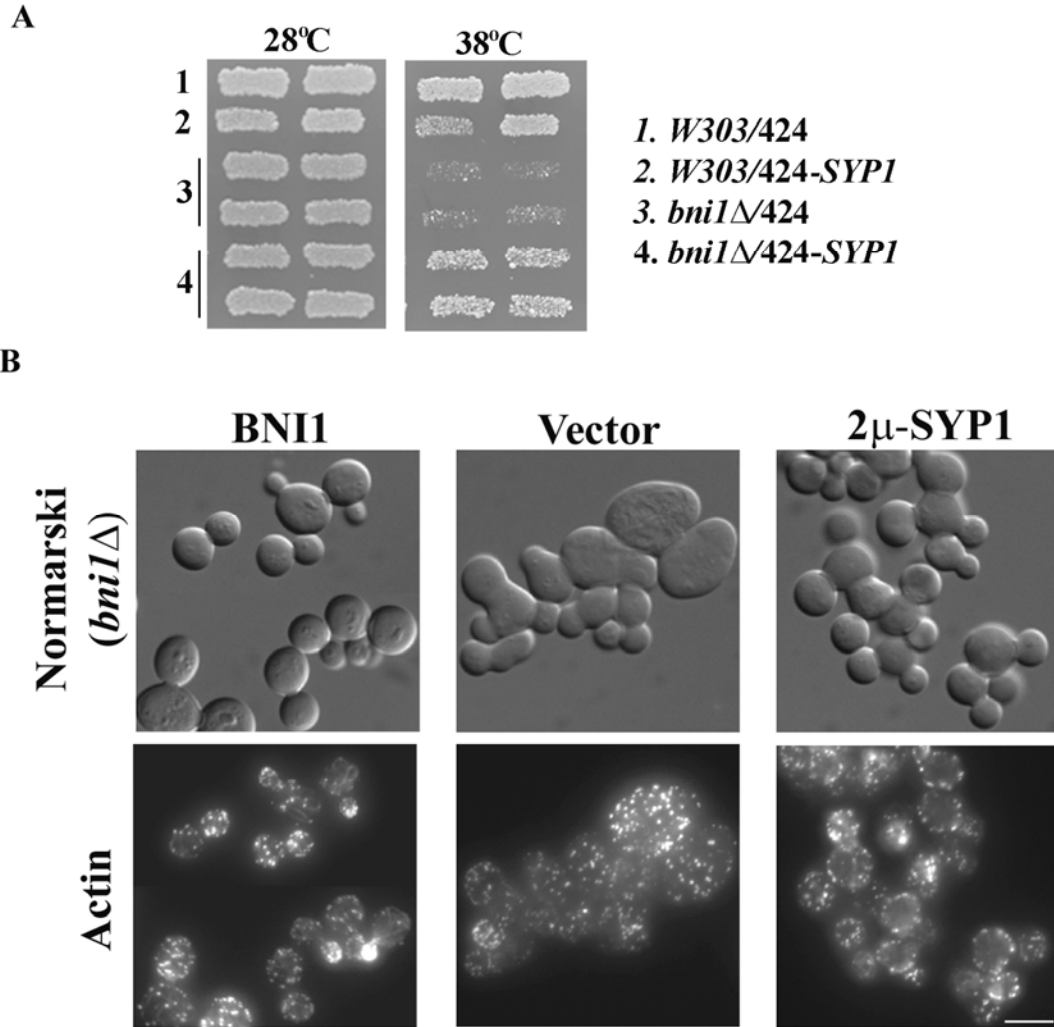 A
28°C 38°C
1
2
3
4
1. W303/424
2. W303/424-SYP1
3. bni1Δ/424
4. bni1Δ/424-SYP1
B
BNI1 Vector 2μ-SYP1
Normarski
(bni1Δ)
Actin